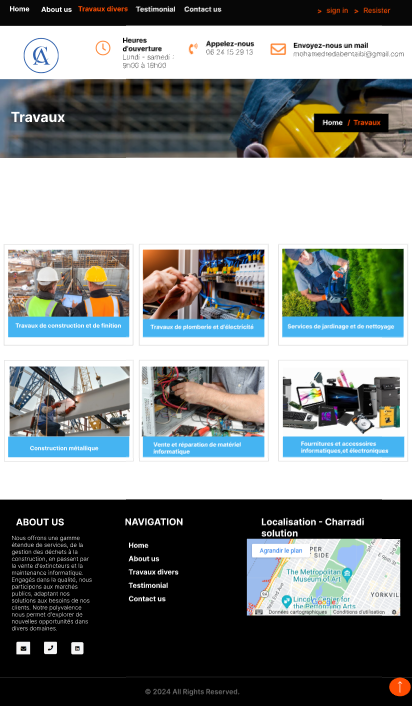 Home About us Travaux divers Testimonial Contact us > sign in > Resister
CA
Heures
d'ouverture
Lundi - samedi :
9h00 à 18h00
Appelez-nous
06 24 15 29 13
Envoyez-nous un mail
mohamedredabentaibi@gmail.com
Travaux
Home / Travaux
Travaux de construction et de finition
Travaux de plomberie et d'électricité
Services de jardinage et de nettoyage
Construction métallique
Vente et réparation de matériel
informatique
Fournitures et accessoires
informatiques,et électroniques
ABOUT US
Nous offrons une gamme
étendue de services, de la
gestion des déchets à la
construction, en passant par
la vente d'extincteurs et la
maintenance informatique.
Engagés dans la qualité, nous
participons aux marchés
publics, adaptant nos
solutions aux besoins de nos
clients. Notre polyvalence
nous permet d'explorer de
nouvelles opportunités dans
divers domaines.
NAVIGATION
Home
About us
Travaux divers
Testimonial
Contact us
Localisation - Charradi
solution
Agrandir le plan
PER
SIDE
The Metropolitan
Museum of Art
YORKVIL
Lincoln Center for
the Performing Arts
Données cartographiques Conditions d'utilisation
© 2024 All Rights Reserved.